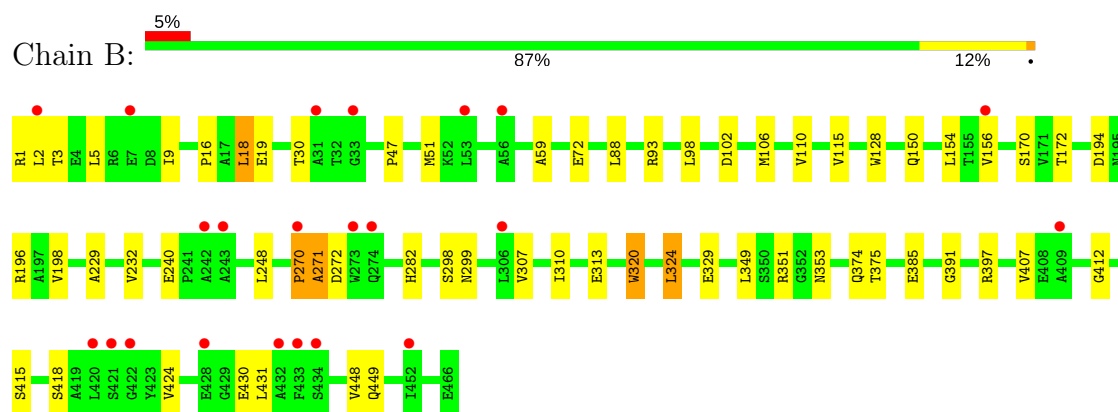 5%
Chain B:
87%
12%
•
R1 L2 T3 E4 L5 R6 E7 D8 I9 P16 A17 L18 E19 T30 A31 T32 G33 P47 M51 K52 L53 A56 A59 E72 L88 R93 L98 D102 M106 V110 V115 W128 Q150 L154 T155 V156 S170 V171 T172 D194 N195
R196 A197 V198 A229 V232 E240 P241 A242 A243 L248 P270 A271 D272 W273 Q274 H282 S298 N299 L306 V307 I310 E313 W320 L324 E329 L349 S350 R351 G352 N353 Q374 T375 E385 G391 R397 V407 E408 A409 G412
S415 S418 A419 L420 S421 G422 Y423 V424 E428 G429 E430 L431 A432 F433 S434 V448 Q449 I452 E466